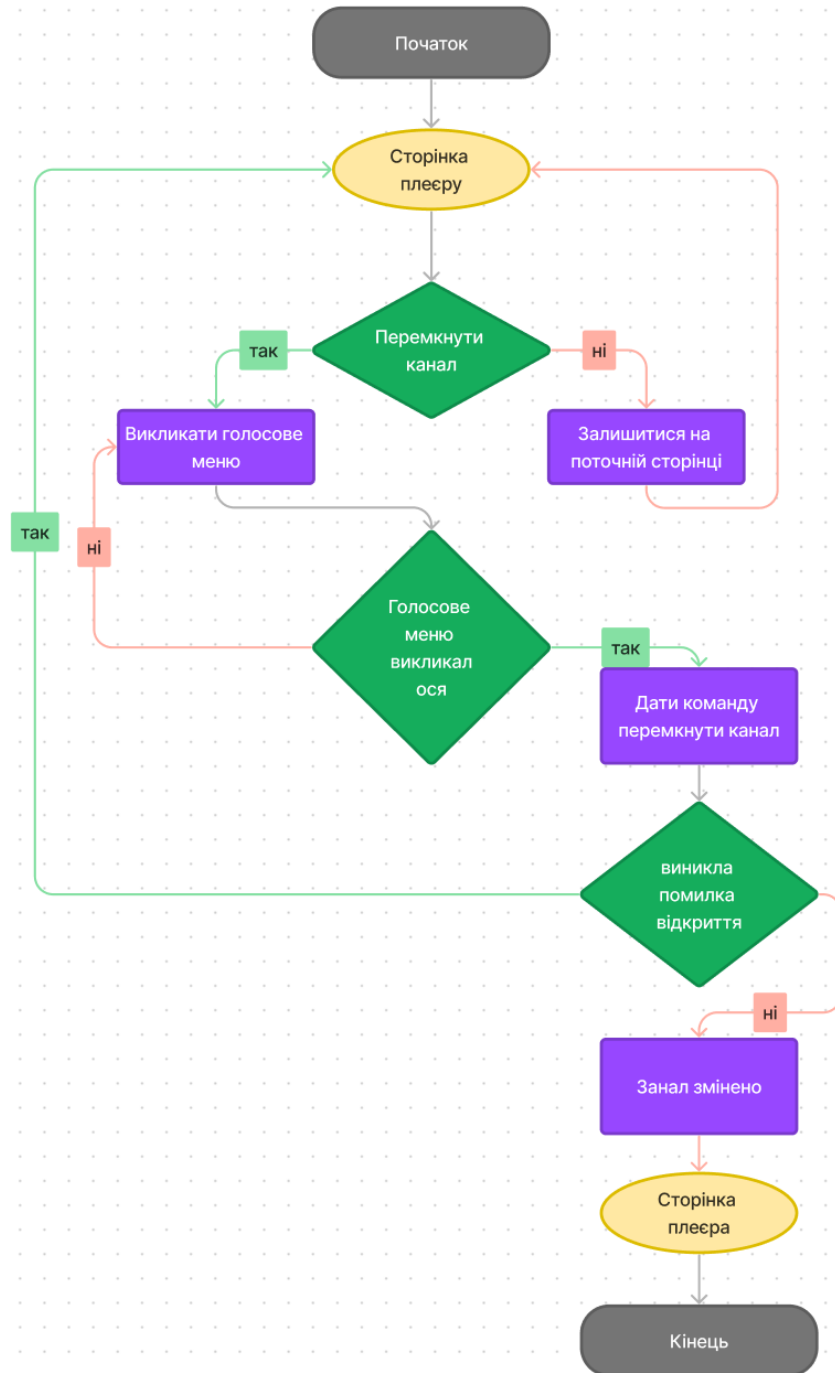 Початок
Сторінка
плеєру
Перемкнути
канал
так
ні
Викликати голосове
меню
Залишитися на
поточній сторінці
так
ні
Голосове
меню
викликал
ося
так
Дати команду
перемкнути канал
виникла
помилка
відкриття
ні
Занал змінено
Сторінка
плеєра
Кінець